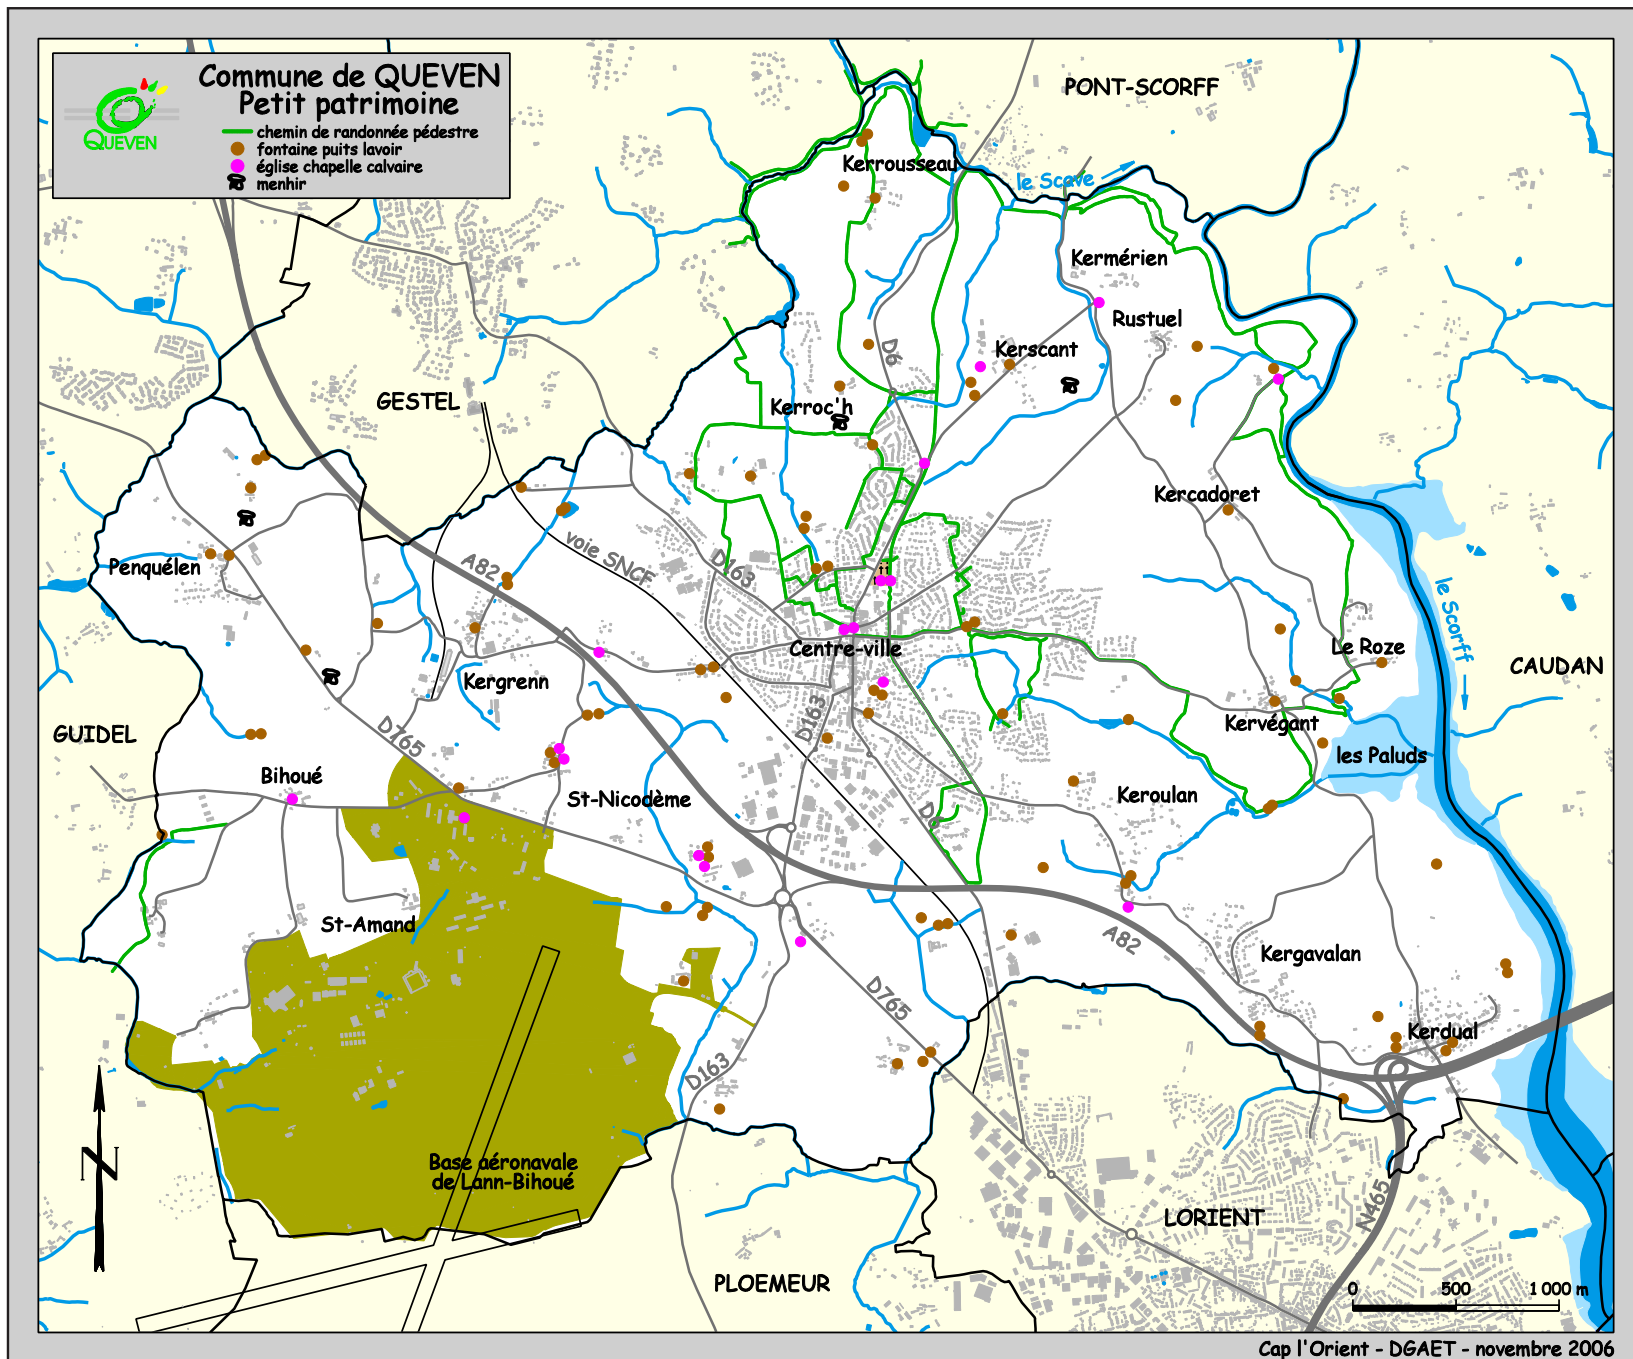 Commune de QUEVEN
Petit patrimoine
QUEVEN
chemin de randonnée pédestre
fontaine puits lavoir
église chapelle calvaire
menhir
PONT-SCORFF
Kerrousseau
le Scave
Kermérien
Rustuel
D6
Kerscant
GESTEL
Kerroc'h
Kercadoret
A82
voie SNCF
D163
Penquélen
le Scorff
Centre-ville
Le Roze
CAUDAN
Kergrenn
D163
Kervégant
GUIDEL
D765
les Paluds
Bihoué
St-Nicodème
Keroulan
D6
St-Amand
A82
Kergavalan
D765
Kerdual
D163
N
Base aéronavale
de Lann-Bihoué
N465
LORIENT
PLOEMEUR
0 500 1 000 m
Cap l'Orient - DGAET - novembre 2006